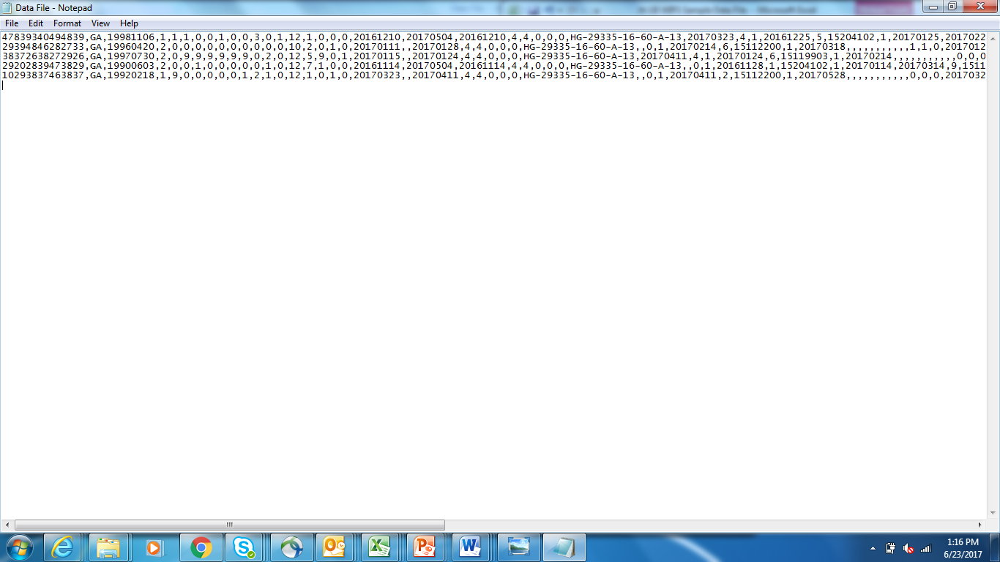 Data File - Notepad
File Edit Format View Help
47839340494839,GA,19981106,1,1,1,0,0,1,0,0,3,0,1,12,1,0,0,0,20161210,20170504,20161210,4,4,0,0,0,HG-29335-16-60-A-13,20170323,4,1,20161225,5,15204102,1,20170125,2017022
29394846282733,GA,19960420,2,0,0,0,0,0,0,0,0,0,0,10,2,0,1,0,20170111,,20170128,4,4,0,0,0,HG-29335-16-60-A-13,,0,1,20170214,6,15112200,1,20170318,,,,,,,,,,,1,1,0,2017012
38372638272926,GA,19970730,2,0,9,9,9,9,9,9,0,2,0,12,5,9,0,1,20170115,,20170124,4,4,0,0,0,HG-29335-16-60-A-13,20170411,4,1,20170124,6,15119903,1,20170214,,,,,,,,,,,0,0,0
29202839473829,GA,19900603,2,0,0,1,0,0,0,0,0,1,0,12,7,1,0,0,20161114,20170504,20161114,4,4,0,0,0,HG-29335-16-60-A-13,,0,1,20161128,1,15204102,1,20170114,20170314,9,1511
10293837463837,GA,19920218,1,9,0,0,0,0,0,1,2,1,0,12,1,0,1,0,20170323,,20170411,4,4,0,0,0,HG-29335-16-60-A-13,,0,1,20170411,2,15112200,1,20170528,,,,,,,,,,,0,0,0,2017032
1:16 PM
6/23/2017